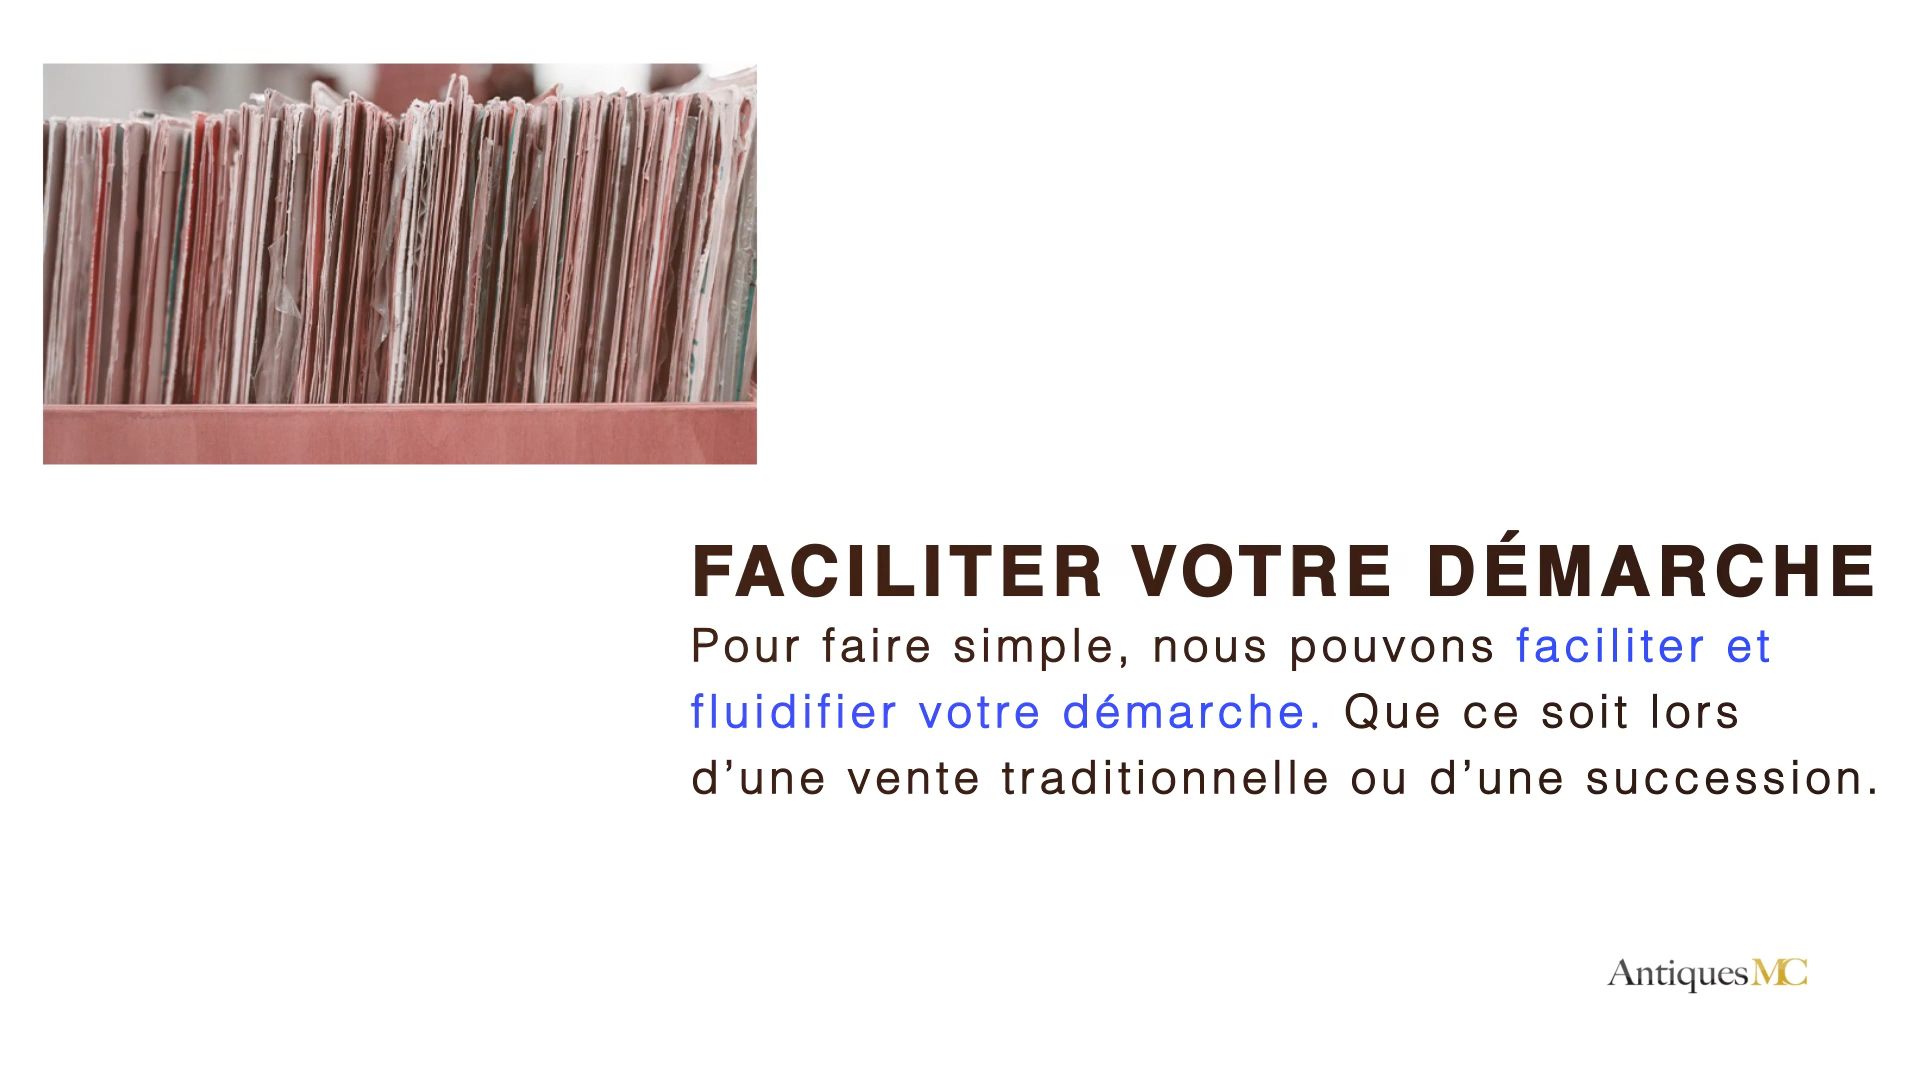 FACILITER VOTRE DÉMARCHE
Pour faire simple, nous pouvons faciliter et
fluidifier votre démarche. Que ce soit lors
d’une vente traditionnelle ou d’une succession.
AntiquesMC